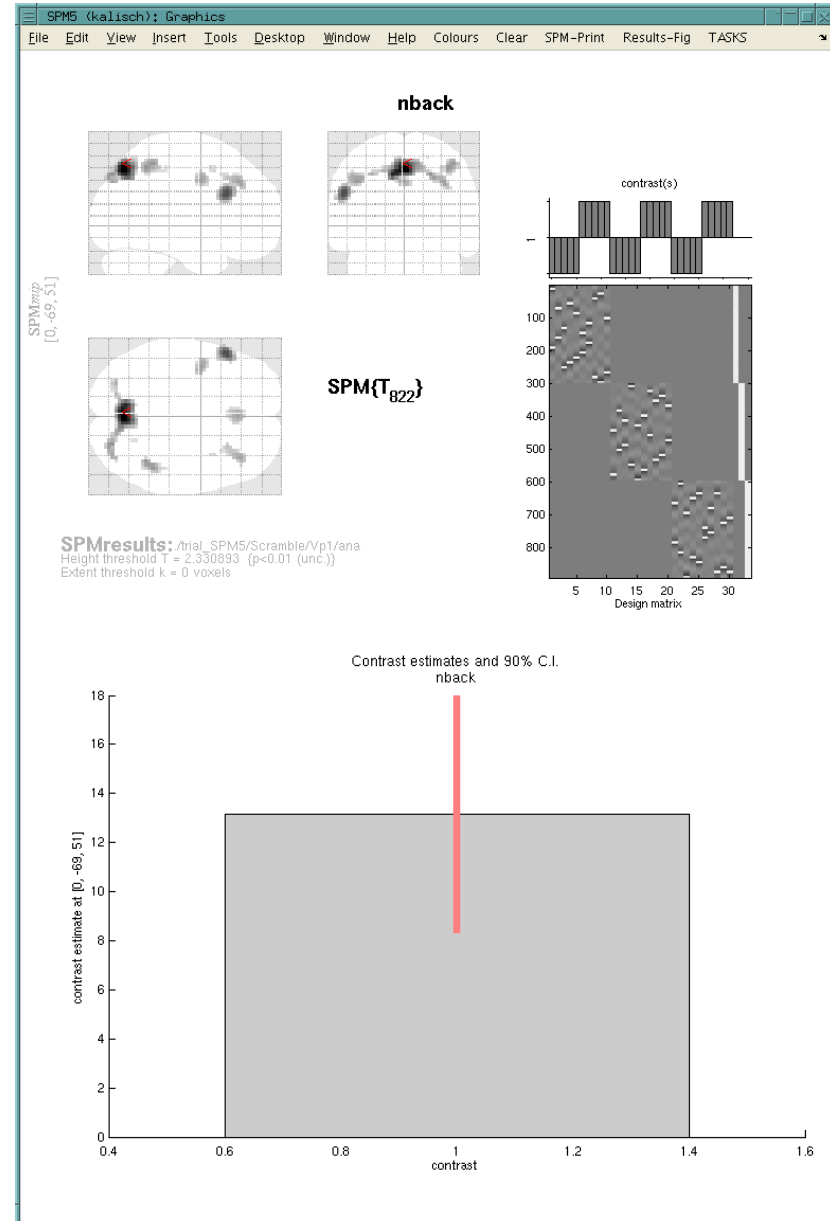 SPM5 (kalisch): Graphics
File Edit View Insert Tools Desktop Window Help Colours Clear SPM-Print Results-Fig TASKS
nback
SPMmip
[0, -69, 51]
SPM{T822}
contrast(s)
1
100
200
300
400
500
600
700
800
5 10 15 20 25 30
Design matrix
SPMresults: ./trial_SPM5/Scramble/Vp1/ana
Height threshold T = 2.330893 {p<0.01 (unc.)}
Extent threshold k = 0 voxels
Contrast estimates and 90% C.I.
nback
contrast estimate at [0, -69, 51]
18
16
14
12
10
8
6
4
2
0
0.4 0.6 0.8 1 1.2 1.4 1.6
contrast